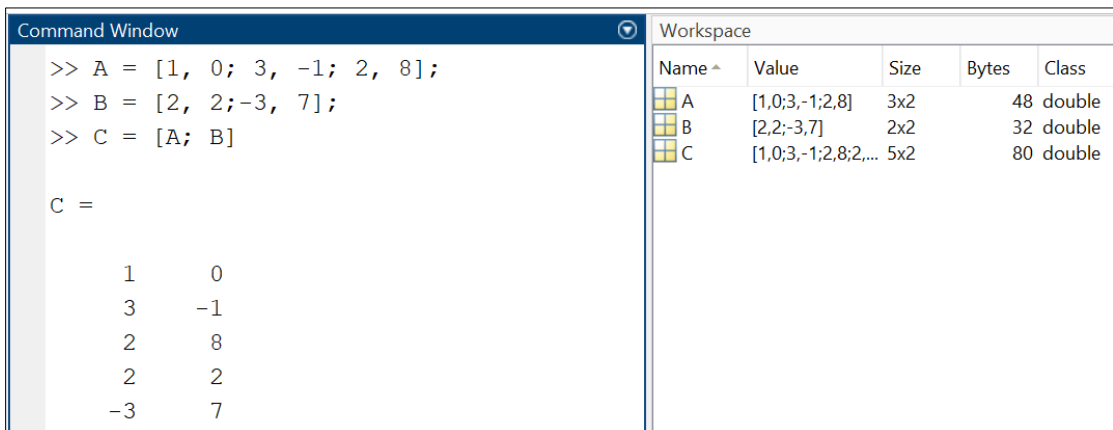 Command Window
>> A = [1, 0; 3, -1; 2, 8];
>> B = [2, 2;-3, 7];
>> C = [A; B]
C =
1 0
3 -1
2 8
2 2
-3 7
Workspace
Name Value Size Bytes Class
A [1,0;3,-1;2,8] 3x2 48 double
B [2,2;-3,7] 2x2 32 double
C [1,0;3,-1;2,8;2,... 5x2 80 double